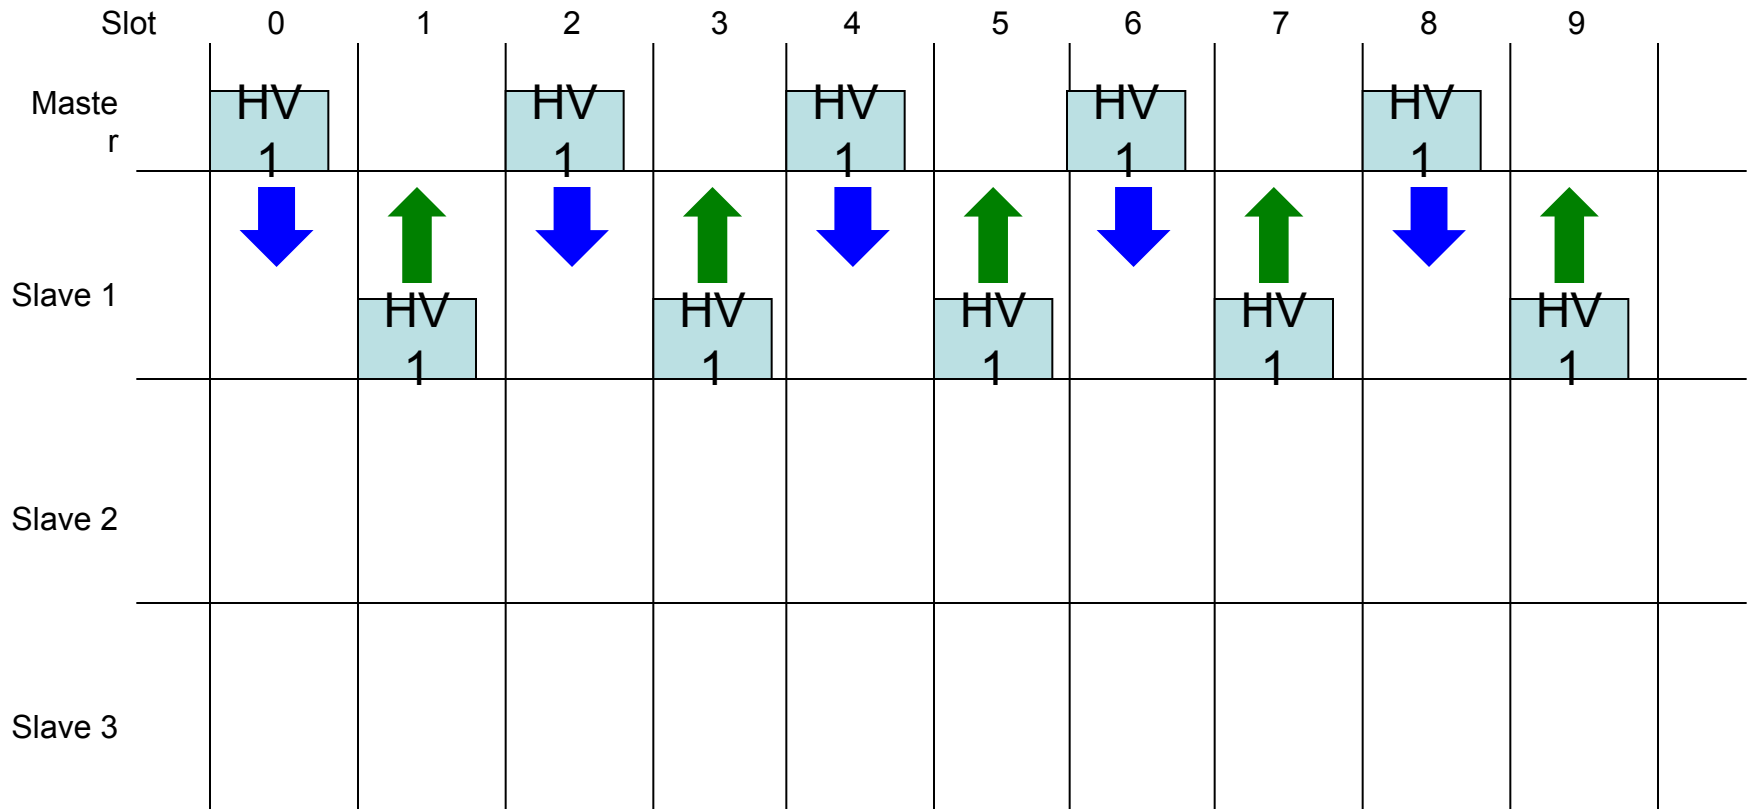 Slot 0 1 2 3 4 5 6 7 8 9
Maste
r
HV HV HV HV HV
1 1 1 1 1
Slave 1
HV HV HV HV HV
1 1 1 1 1
Slave 2
Slave 3